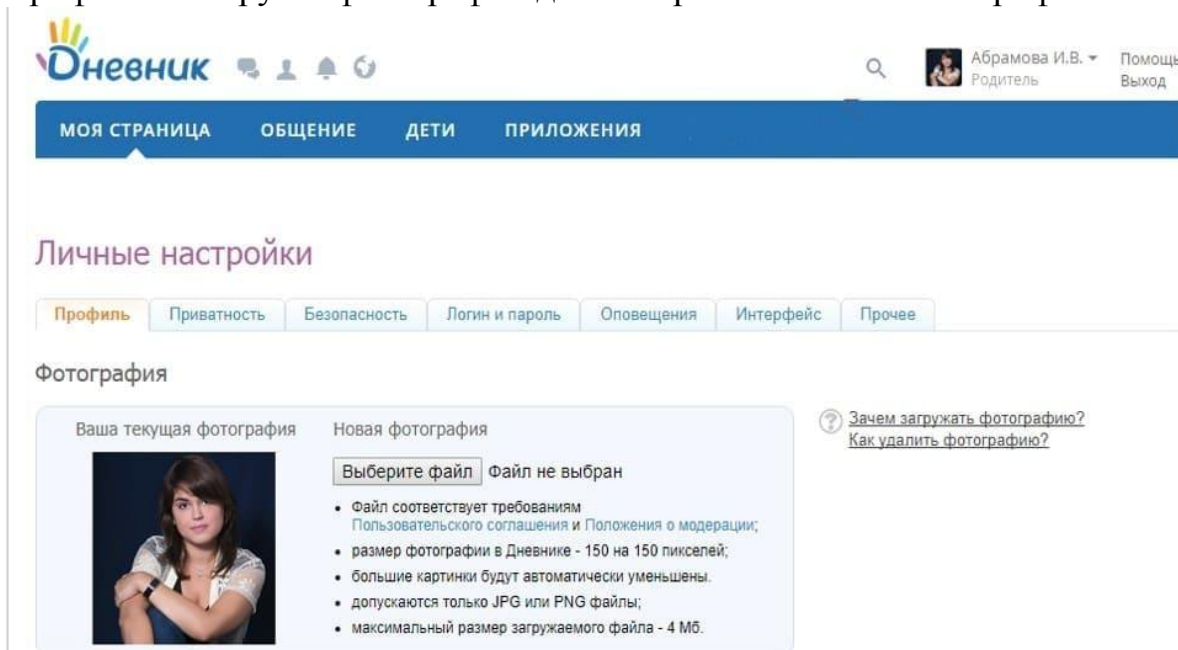 Дневник
Абрамова И.В.
Родитель
Помощь
Выход
МОЯ СТРАНИЦА ОБЩЕНИЕ ДЕТИ ПРИЛОЖЕНИЯ
Личные настройки
Профиль Приватность Безопасность Логин и пароль Оповещения Интерфейс Прочее
Фотография
Ваша текущая фотография Новая фотография
Выберите файл Файл не выбран
• Файл соответствует требованиям
Пользовательского соглашения и Положения о модерации;
• размер фотографии в Дневнике - 150 на 150 пикселей;
• большие картинки будут автоматически уменьшены.
• допускаются только JPG или PNG файлы;
• максимальный размер загружаемого файла - 4 Мб.
? Зачем загружать фотографию?
Как удалить фотографию?